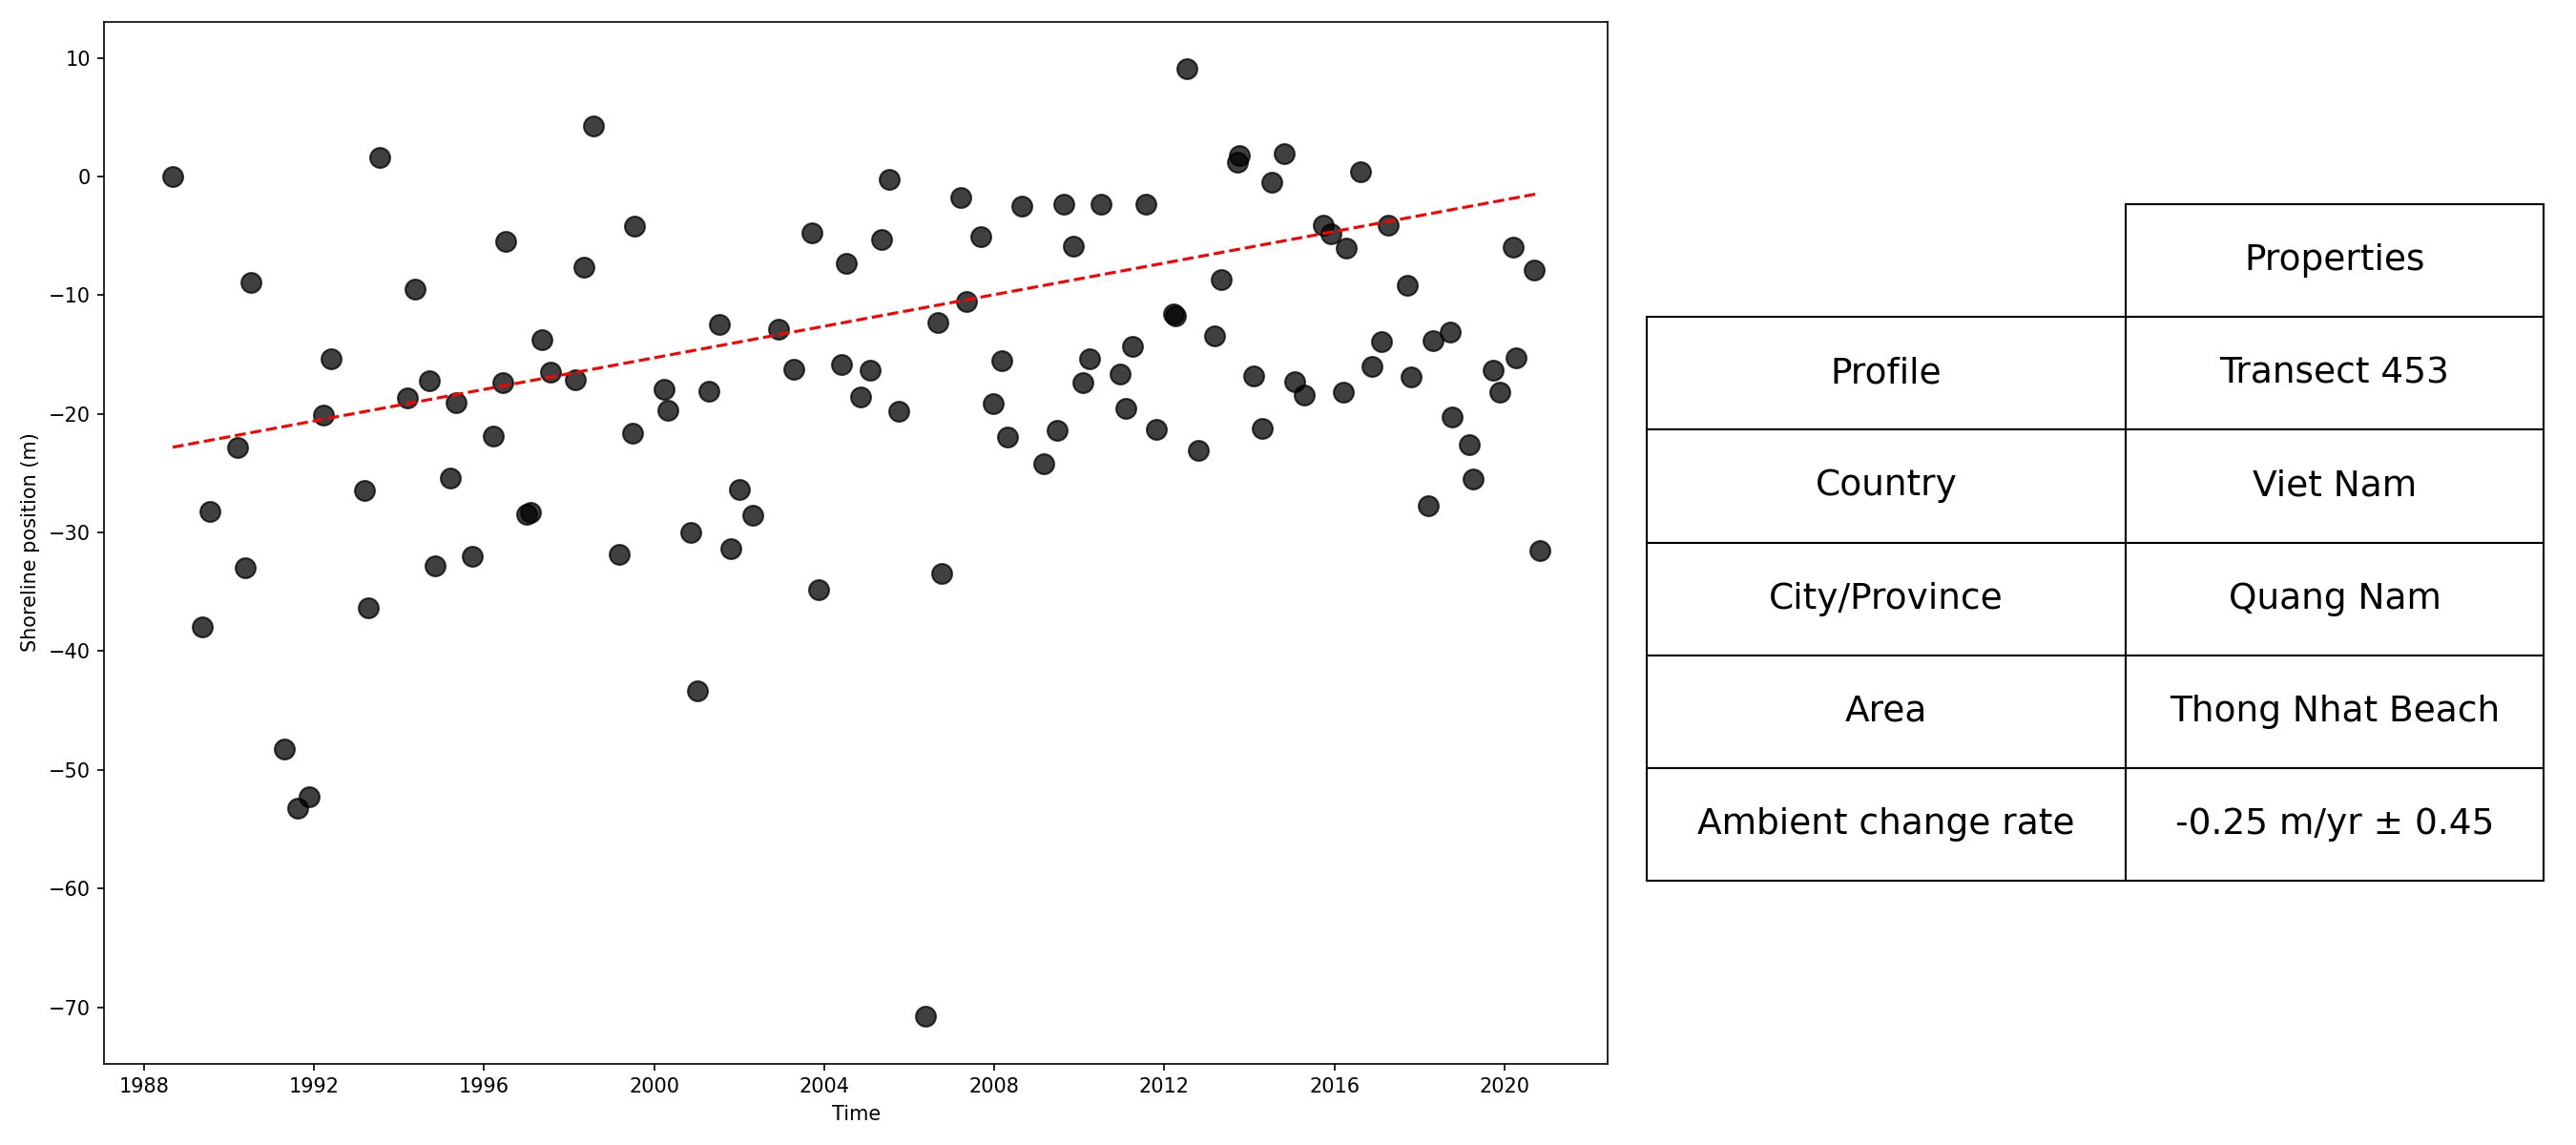 10
0
−10
−20
−30
−40
−50
−60
−70
Shoreline position (m)
1988 1992 1996 2000 2004 2008 2012 2016 2020
Time
Properties
Profile Transect 453
Country Viet Nam
City/Province Quang Nam
Area Thong Nhat Beach
Ambient change rate -0.25 m/yr ± 0.45